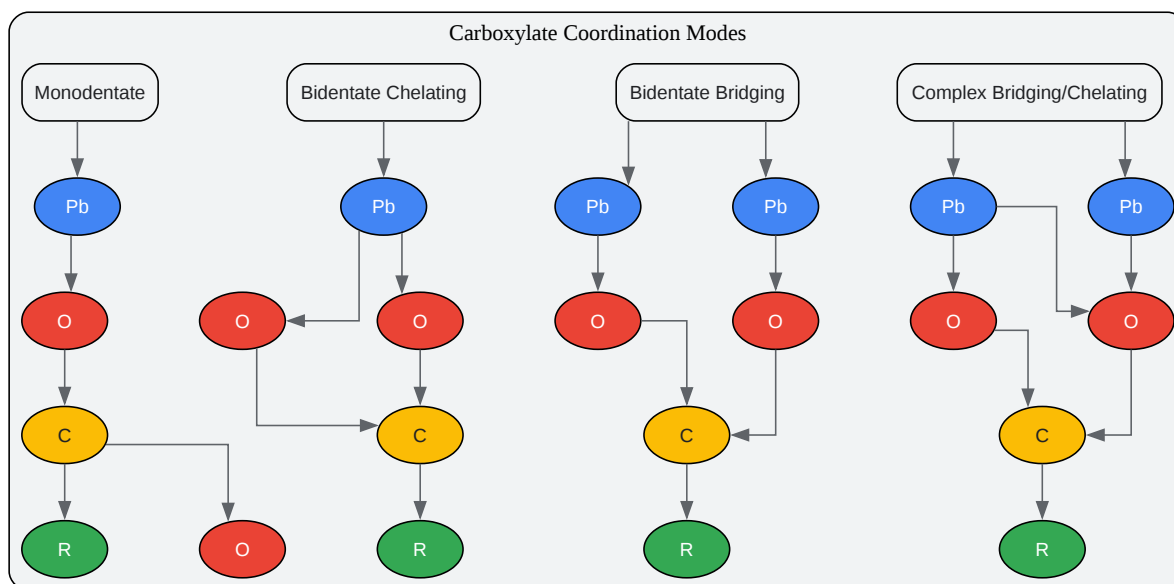 Carboxylate Coordination Modes
Monodentate
Bidentate Chelating
Bidentate Bridging
Complex Bridging/Chelating
Pb
Pb
Pb
Pb
Pb
Pb
O
O
O
O
O
O
O
C
C
C
C
R
O
R
R
R